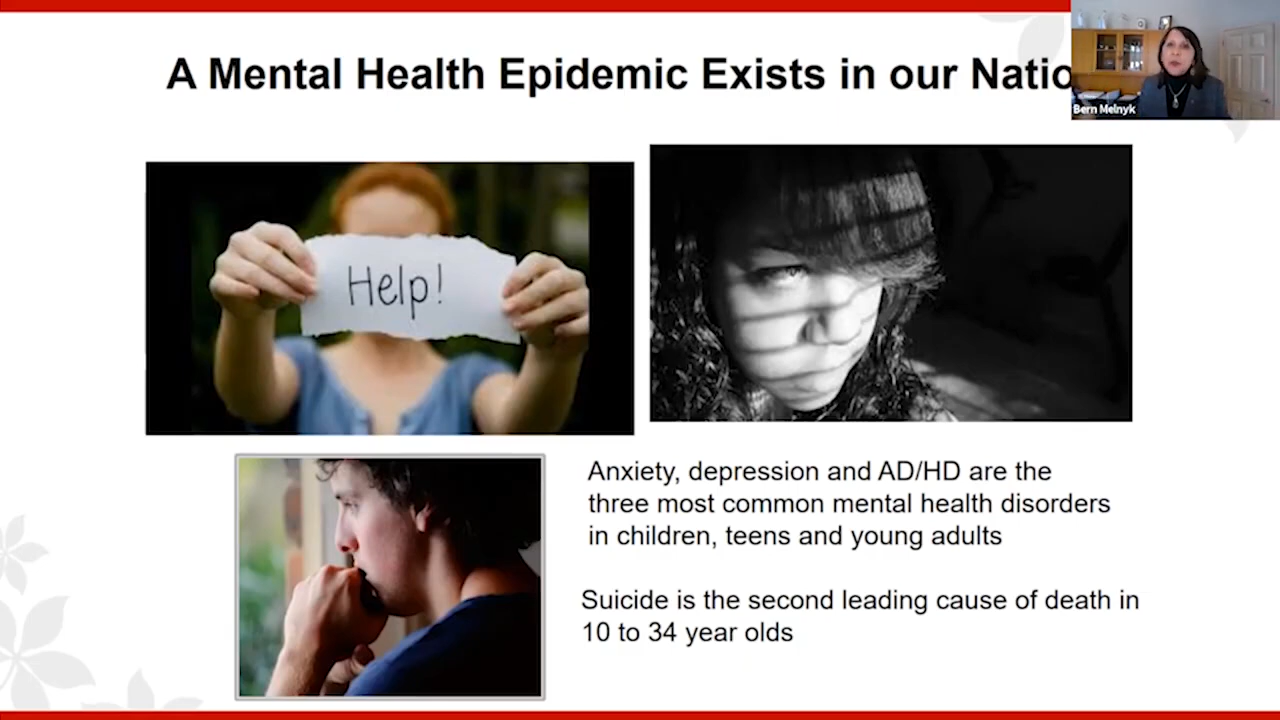 A Mental Health Epidemic Exists in our Natio
Bern Melnyk
Help!
Anxiety, depression and AD/HD are the
three most common mental health disorders
in children, teens and young adults
Suicide is the second leading cause of death in
10 to 34 year olds